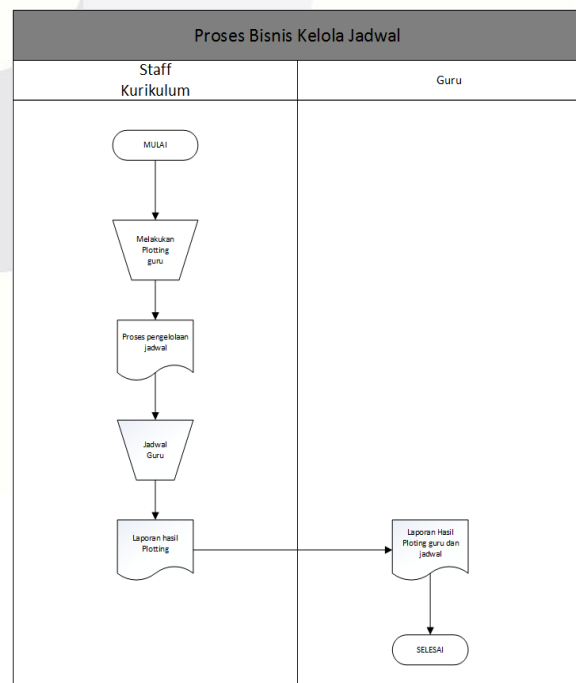 Proses Bisnis Kelola Jadwal
Staff
Kurikulum
Guru
MULAI
Melakukan
Plotting
guru
Proses pengelolaan
jadwal
Jadwal
Guru
Laporan hasil
Plotting
Laporan Hasil
Ploting guru dan
jadwal
SELESAI